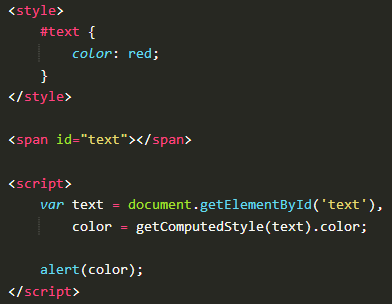 <style>
#text {
color: red;
}
</style>
<span id="text"></span>
<script>
var text = document.getElementById('text'),
color = getComputedStyle(text).color;
alert(color);
</script>